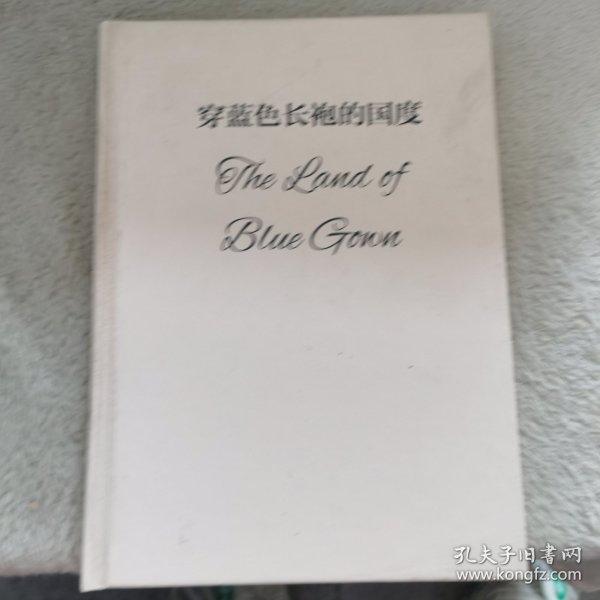 穿蓝色长袍的国度
The Land of
Blue Gown
孔夫子旧书网
www.kongfz.com